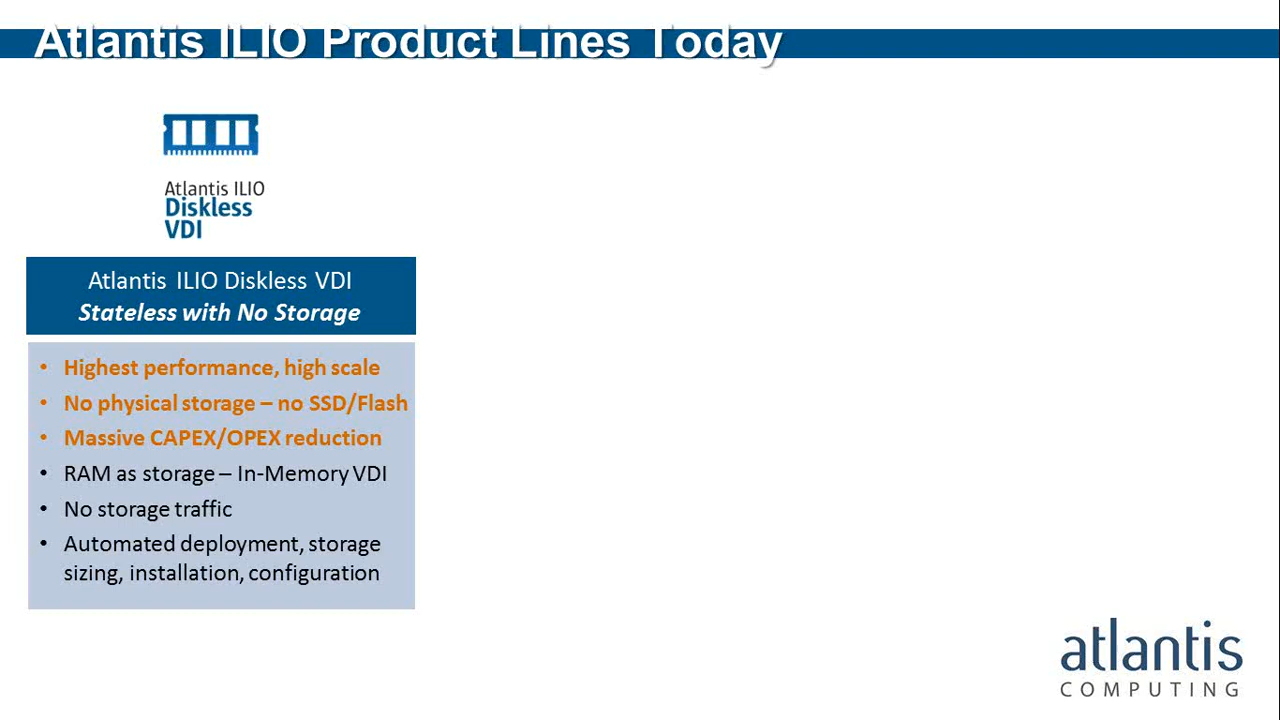 Atlantis ILIO Product Lines Today
Atlantis ILIO
Diskless
VDI
Atlantis ILIO Diskless VDI
Stateless with No Storage
• Highest performance, high scale
• No physical storage – no SSD/Flash
• Massive CAPEX/OPEX reduction
• RAM as storage – In-Memory VDI
• No storage traffic
• Automated deployment, storage
sizing, installation, configuration
atlantis
COMPUTING